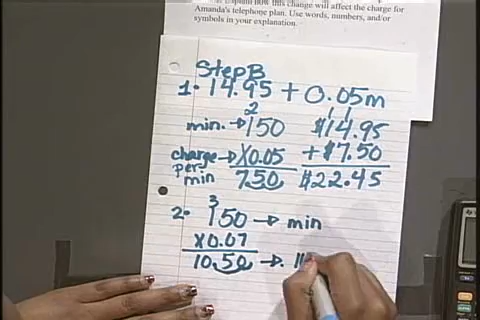 explain how this change will affect the charge for
Amanda's telephone plan. Use words, numbers, and/or
symbols in your explanation.
Step B
1. 14.95 + 0.05m
2 1 1
min. → 150 $14.95
charge → X0.05 + $7.50
per
min 7.50 $22.45
2. 3
150 → min
X0.07
10.50 →